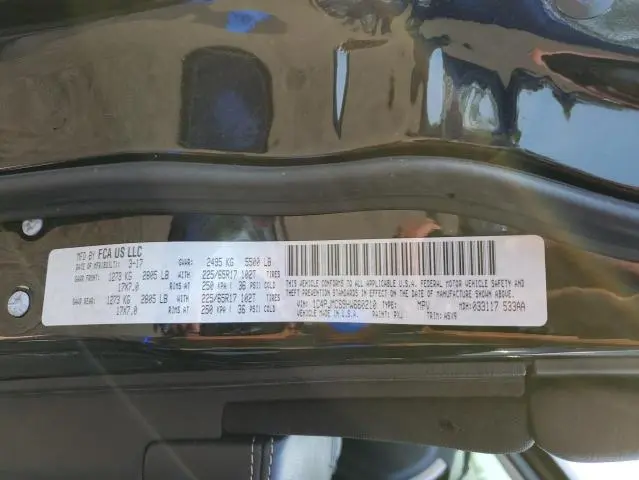 MFD BY FCA US LLC
DATE OF MFR(BUILT): 3-17 GVWR: 2495 KG 5500 LB
GAWR FRONT: 1273 KG 2805 LB WITH 225/65R17 102T TIRES
17X7.0 RIMS AT 250 KPA / 36 PSI COLD
GAWR REAR: 1273 KG 2805 LB WITH 225/65R17 102T TIRES
17X7.0 RIMS AT 250 KPA / 36 PSI COLD
THIS VEHICLE CONFORMS TO ALL APPLICABLE U.S.A. FEDERAL MOTOR VEHICLE SAFETY AND
THEFT PREVENTION STANDARDS IN EFFECT ON THE DATE OF MANUFACTURE SHOWN ABOVE.
VIN: TYPE: MPV MDH: 033117 533AA
VEHICLE MADE IN U.S.A. PAINT: TRIM: